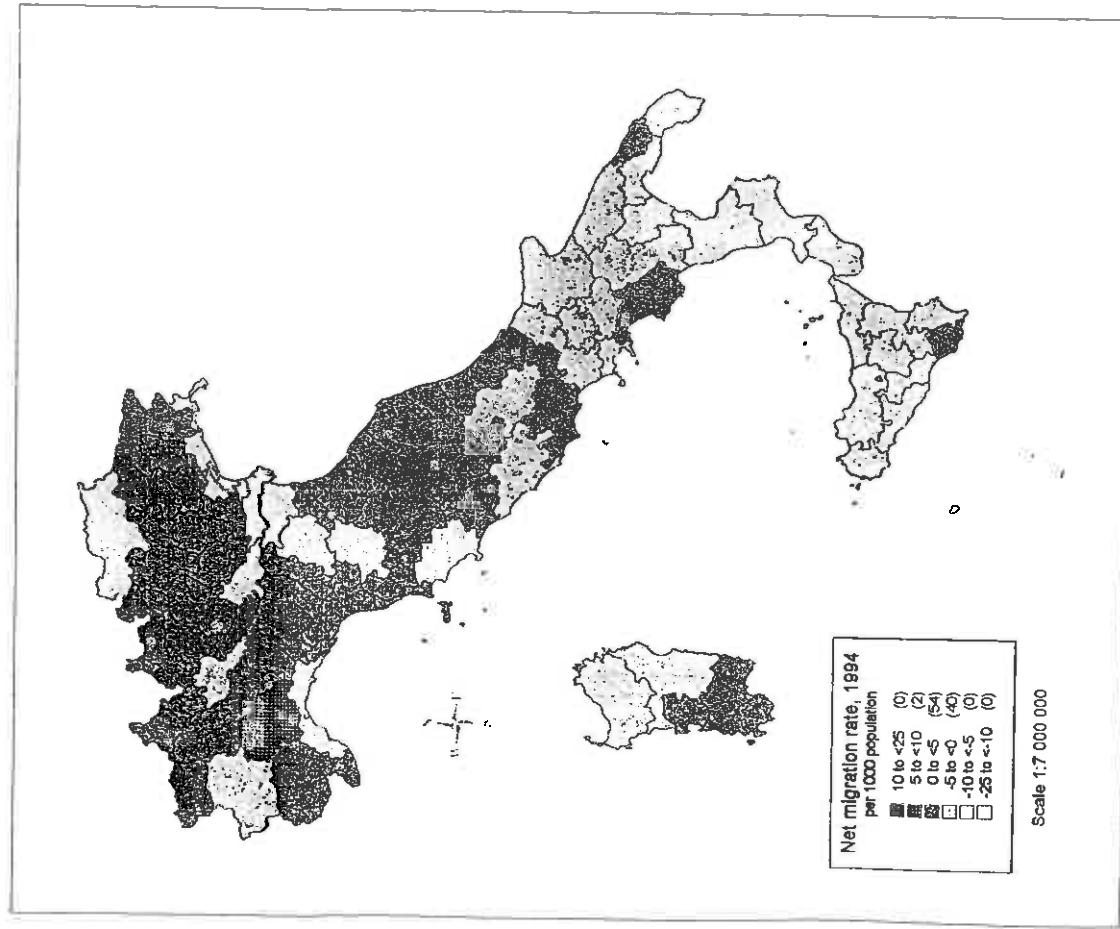 Net migration rate, 1994
per 1000 population
10 to <25 (0)
5 to <10 (2)
0 to <5 (54)
-5 to <0 (40)
-10 to <-5 (0)
-25 to <-10 (0)
Scale 1:7 000 000